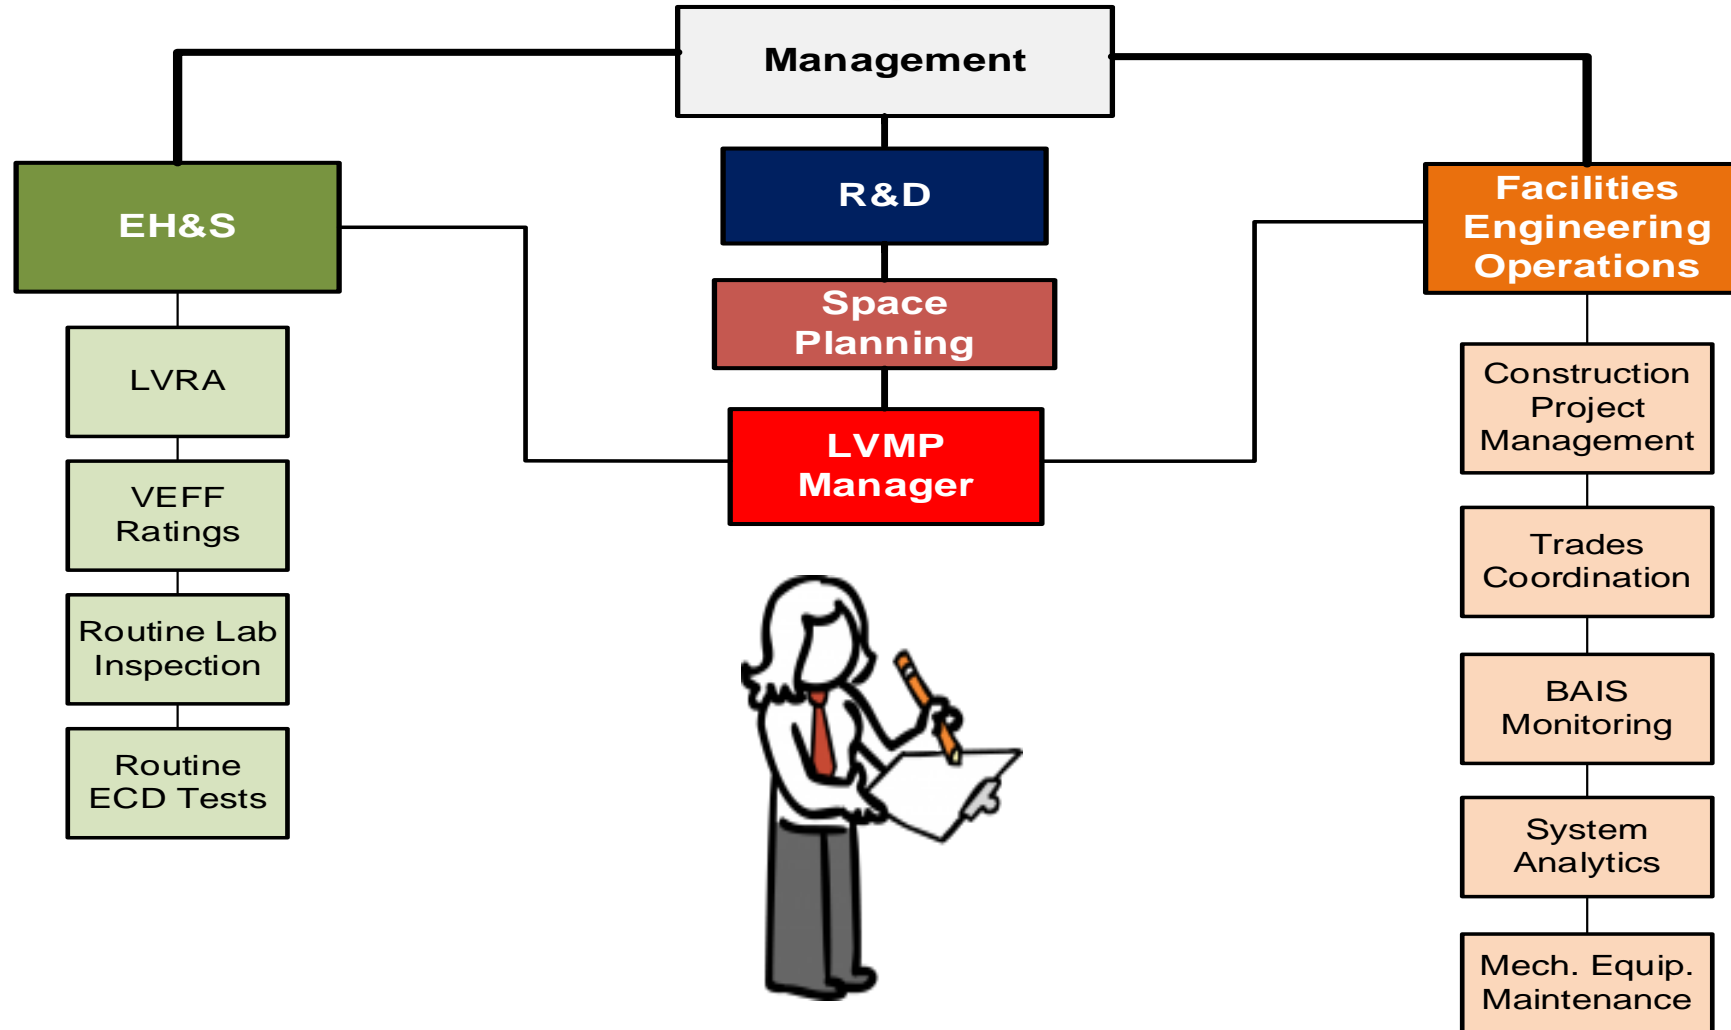 Management
R&D
EH&S
Facilities
Engineering
Operations
Space
Planning
LVMP
Manager
LVRA
VEFF
Ratings
Routine Lab
Inspection
Routine
ECD Tests
Construction
Project
Management
Trades
Coordination
BAIS
Monitoring
System
Analytics
Mech. Equip.
Maintenance